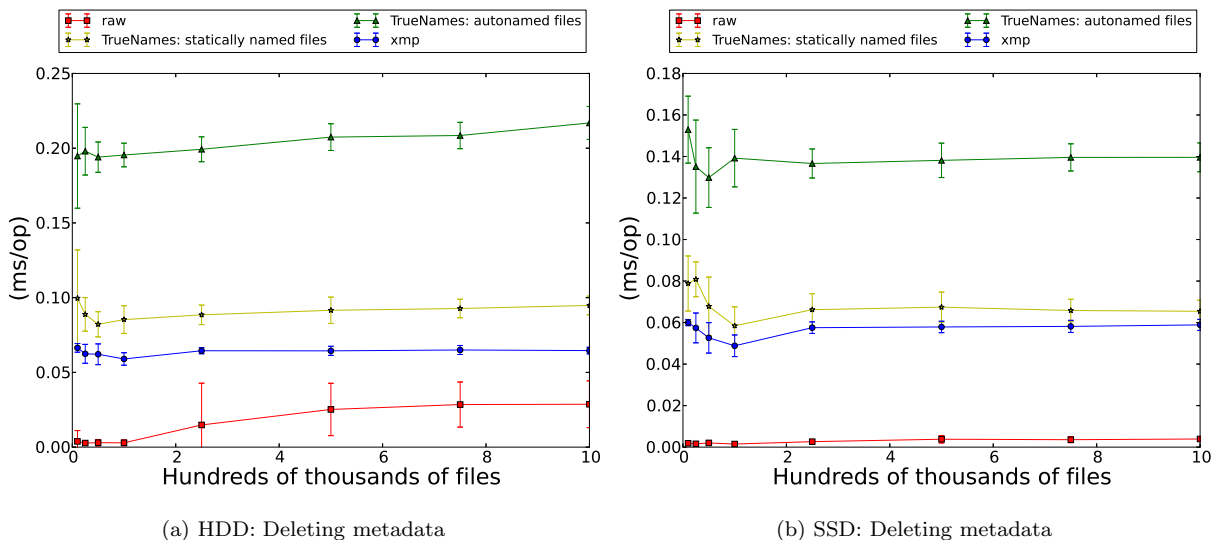 raw
TrueNames: statically named files
TrueNames: autonamed files
xmp
0.25
0.20
0.15
0.10
0.05
0.00
(ms/op)
0 2 4 6 8 10
Hundreds of thousands of files
(a) HDD: Deleting metadata
raw
TrueNames: statically named files
TrueNames: autonamed files
xmp
0.18
0.16
0.14
0.12
0.10
0.08
0.06
0.04
0.02
0.00
(ms/op)
0 2 4 6 8 10
Hundreds of thousands of files
(b) SSD: Deleting metadata